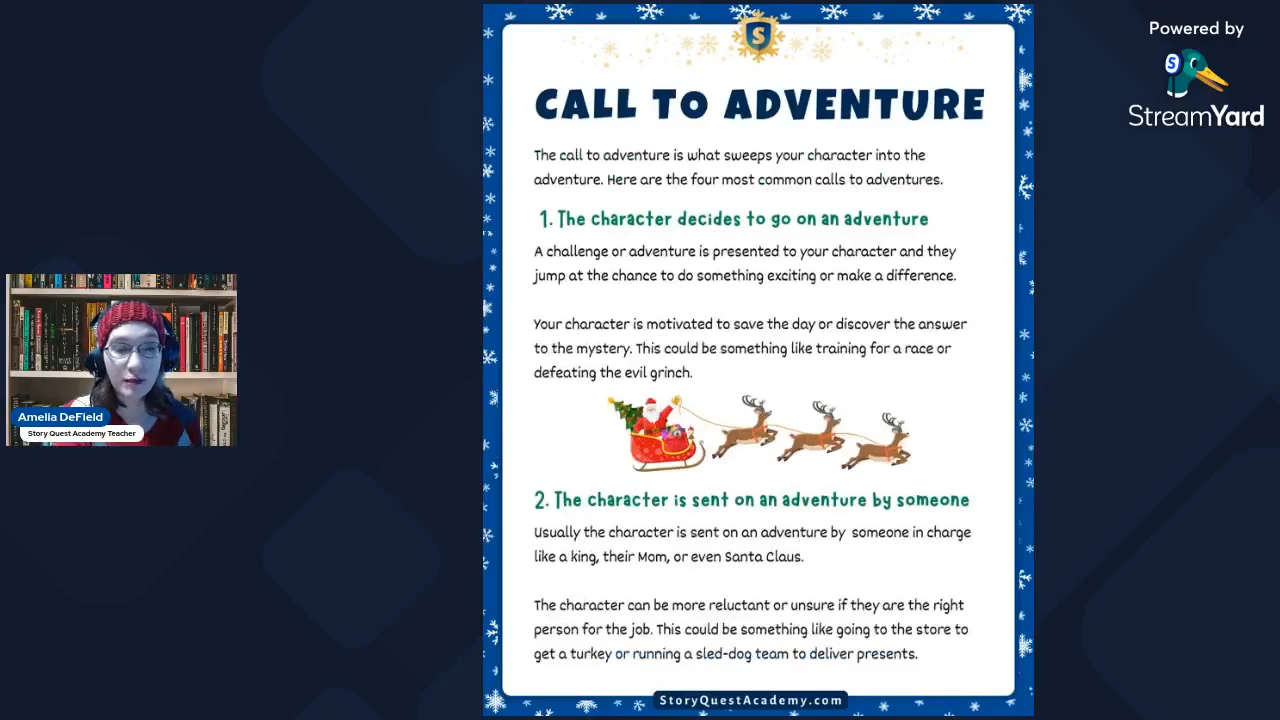 Powered by
StreamYard
S
CALL TO ADVENTURE
The call to adventure is what sweeps your character into the
adventure. Here are the four most common calls to adventures.
1. The character decides to go on an adventure
A challenge or adventure is presented to your character and they
jump at the chance to do something exciting or make a difference.
Your character is motivated to save the day or discover the answer
to the mystery. This could be something like training for a race or
defeating the evil grinch.
2. The character is sent on an adventure by someone
Usually the character is sent on an adventure by  someone in charge
like a king, their Mom, or even Santa Claus.
The character can be more reluctant or unsure if they are the right
person for the job. This could be something like going to the store to
get a turkey or running a sled-dog team to deliver presents.
StoryQuestAcademy.com
Amelia DeField
Story Quest Academy Teacher